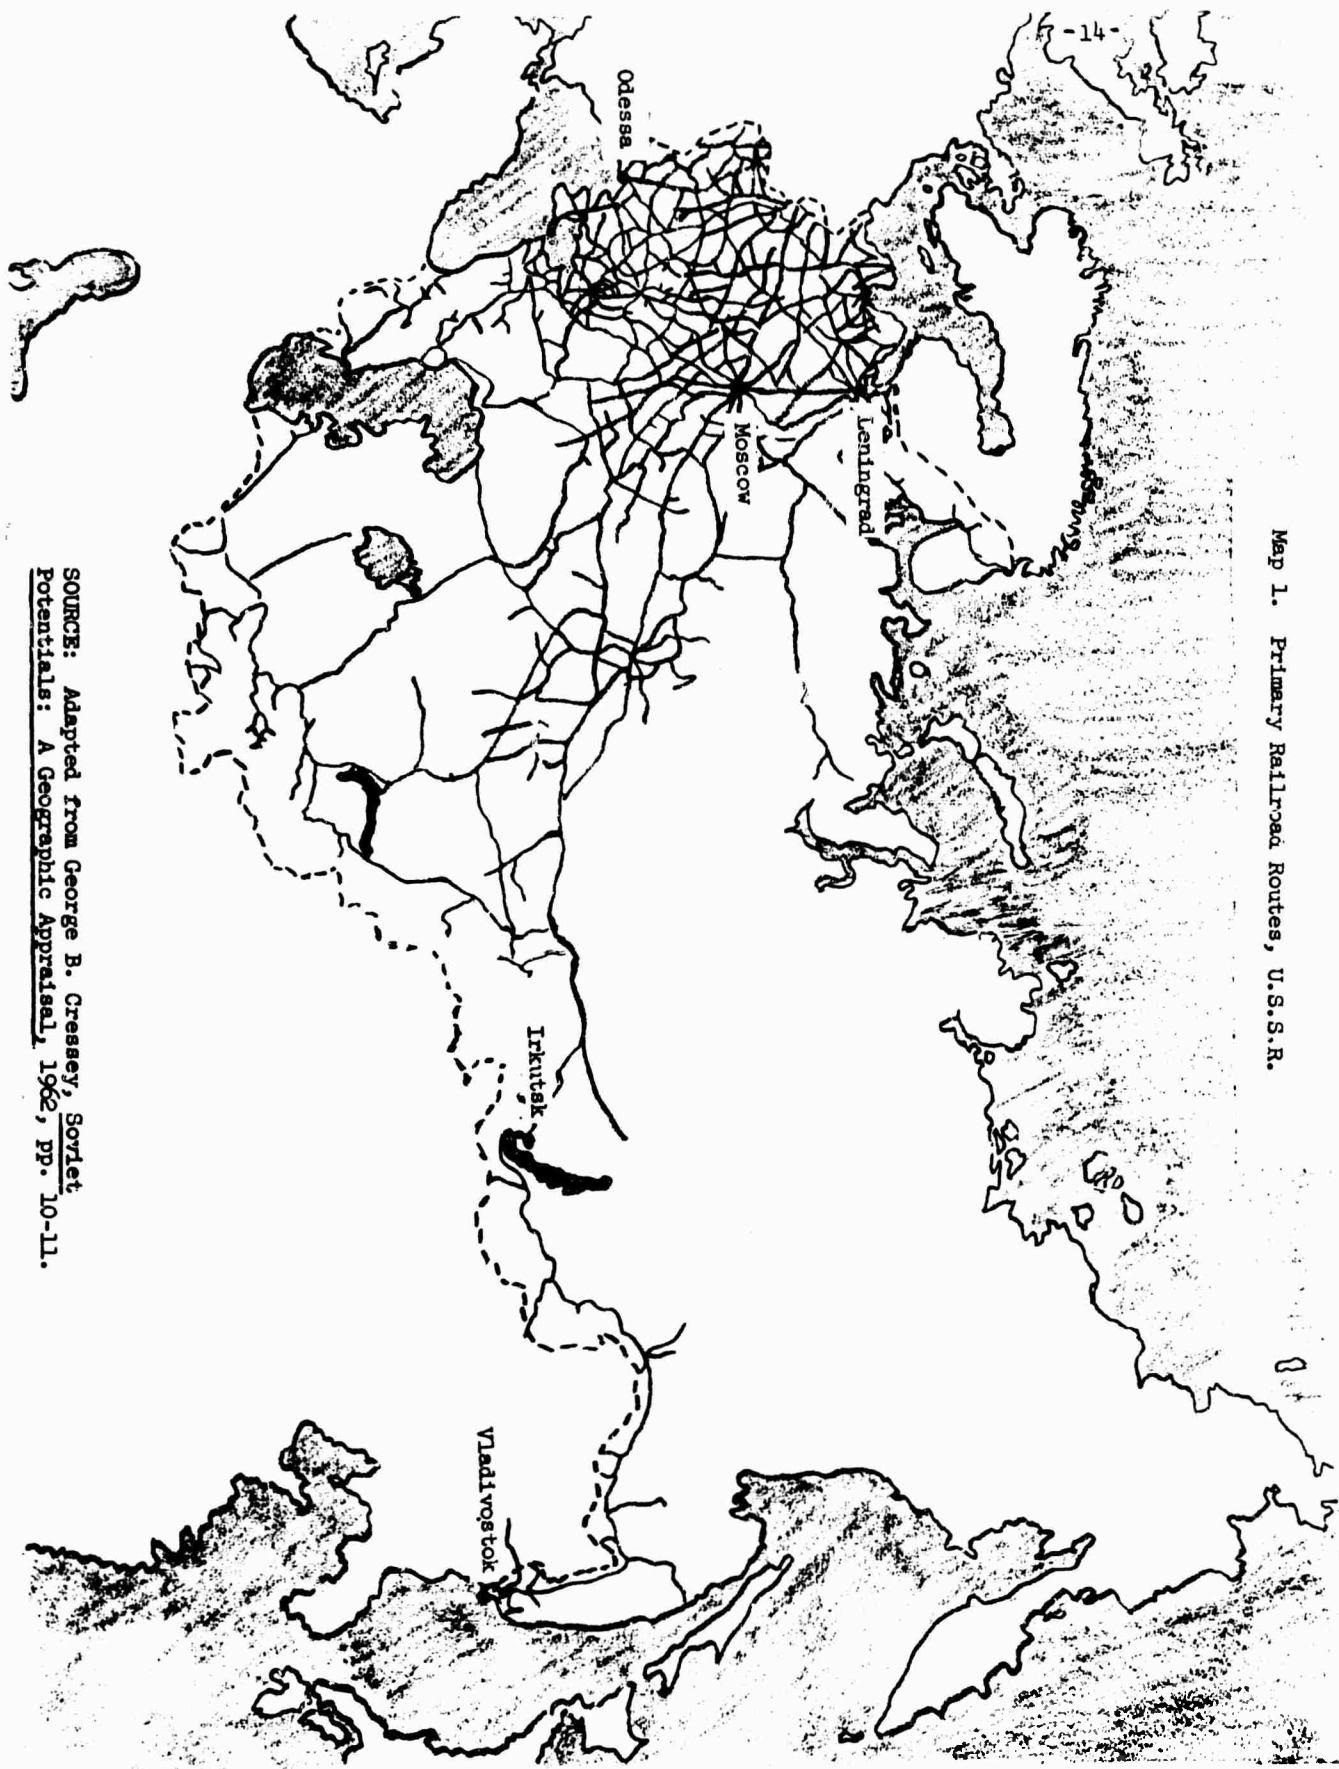 -14-
Map 1. Primary Railroad Routes, U.S.S.R.
Leningrad
Moscow
Odessa
Irkutsk
Vladivostok
SOURCE: Adapted from George B. Cressey, Soviet
Potentials: A Geographic Appraisal, 1962, pp. 10-11.